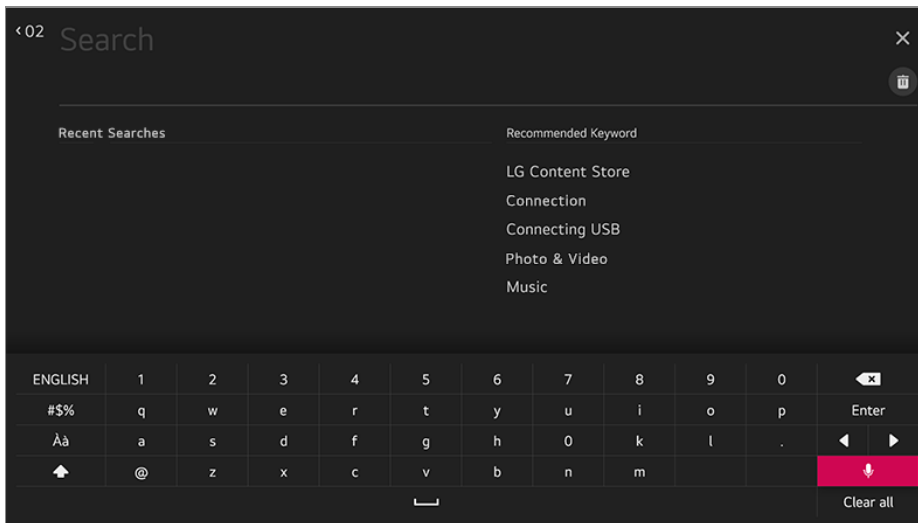 02 Search
Recent Searches
Recommended Keyword
LG Content Store
Connection
Connecting USB
Photo & Video
Music
ENGLISH 1 2 3 4 5 6 7 8 9 0
#$% q w e r t y u i o p Enter
Àà a s d f g h 0 k l .
@ z x c v b n m
Clear all